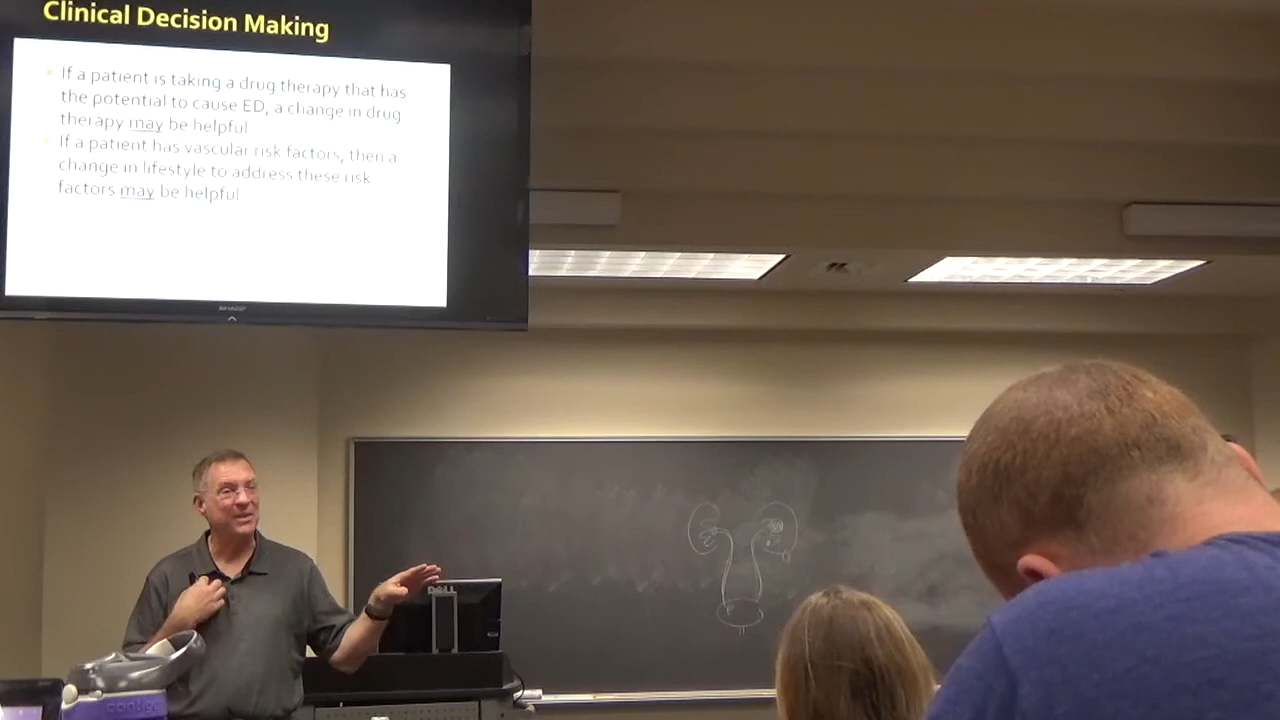 Clinical Decision Making
If a patient is taking a drug therapy that has
the potential to cause ED, a change in drug
therapy may be helpful
If a patient has vascular risk factors, then a
change in lifestyle to address these risk
factors may be helpful
SHARP
DELL
contigo